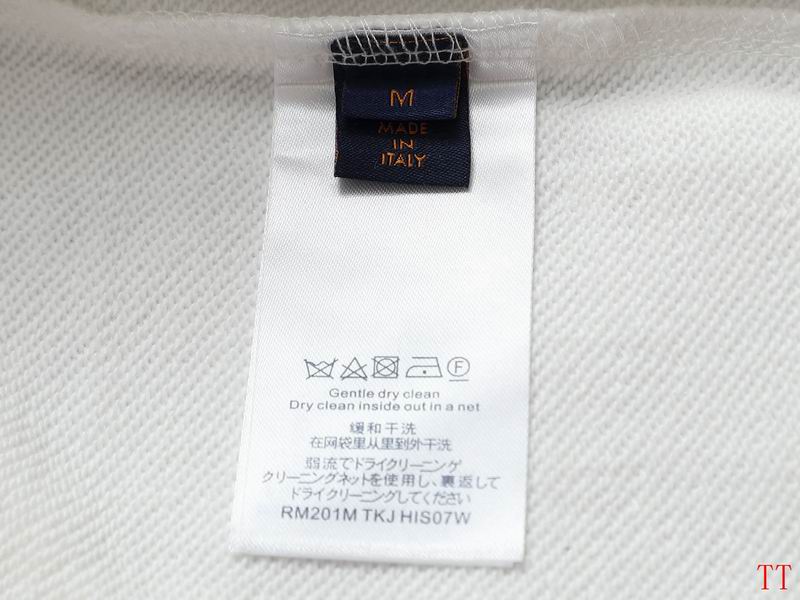 M
MADE
IN
ITALY
F
Gentle dry clean
Dry clean inside out in a net
缓和干洗
在网袋里从里到外干洗
弱流でドライクリーニング
クリーニングネットを使用し、裏返して
ドライクリーニングしてください
RM201M TKJ HIS07W
TT